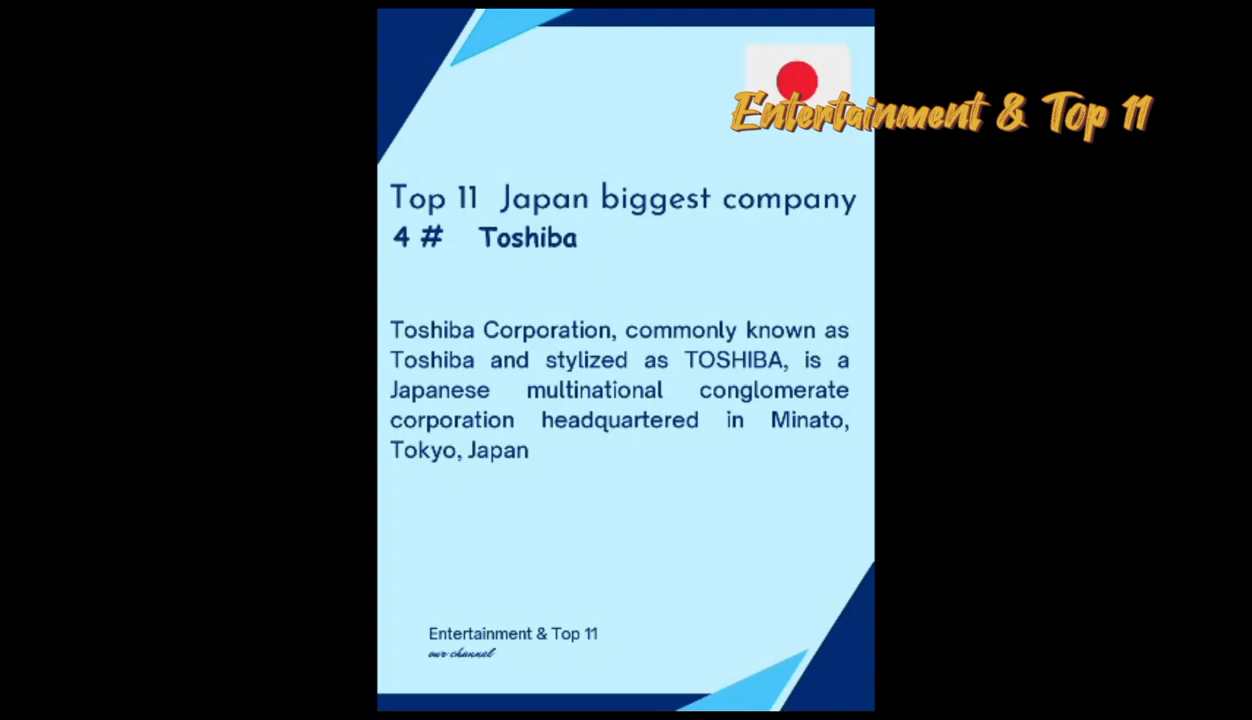 Entertainment & Top 11
Top 11 Japan biggest company
4 # Toshiba
Toshiba Corporation, commonly known as
Toshiba and stylized as TOSHIBA, is a
Japanese multinational conglomerate
corporation headquartered in Minato,
Tokyo, Japan
Entertainment & Top 11
our channel